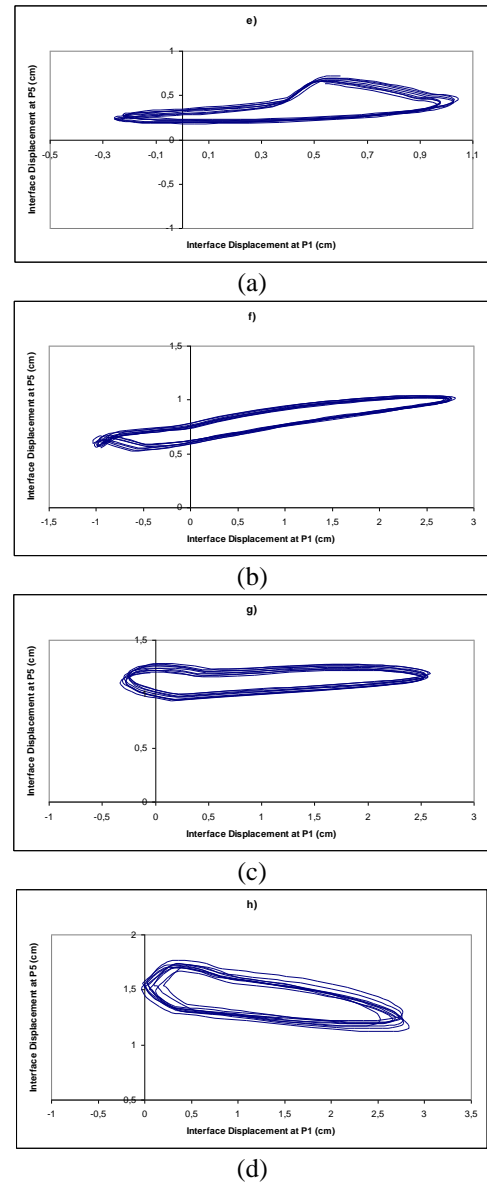 e)
1
0,5
0
-0,5
-1
-0,5 -0,3 -0,1 0,1 0,3 0,5 0,7 0,9 1,1
Interface Displacement at P5 (cm)
Interface Displacement at P1 (cm)
(a)
f)
1,5
1
0,5
0
-1,5 -1 -0,5 0 0,5 1 1,5 2 2,5 3
Interface Displacement at P5 (cm)
Interface Displacement at P1 (cm)
(b)
g)
1,5
0,5
0
-1 -0,5 0 0,5 1 1,5 2 2,5 3
Interface Displacement at P5 (cm)
Interface Displacement at P1 (cm)
(c)
h)
2
1,5
1
0,5
-1 -0,5 0 0,5 1 1,5 2 2,5 3 3,5
Interface Displacement at P5 (cm)
Interface Displacement at P1 (cm)
(d)